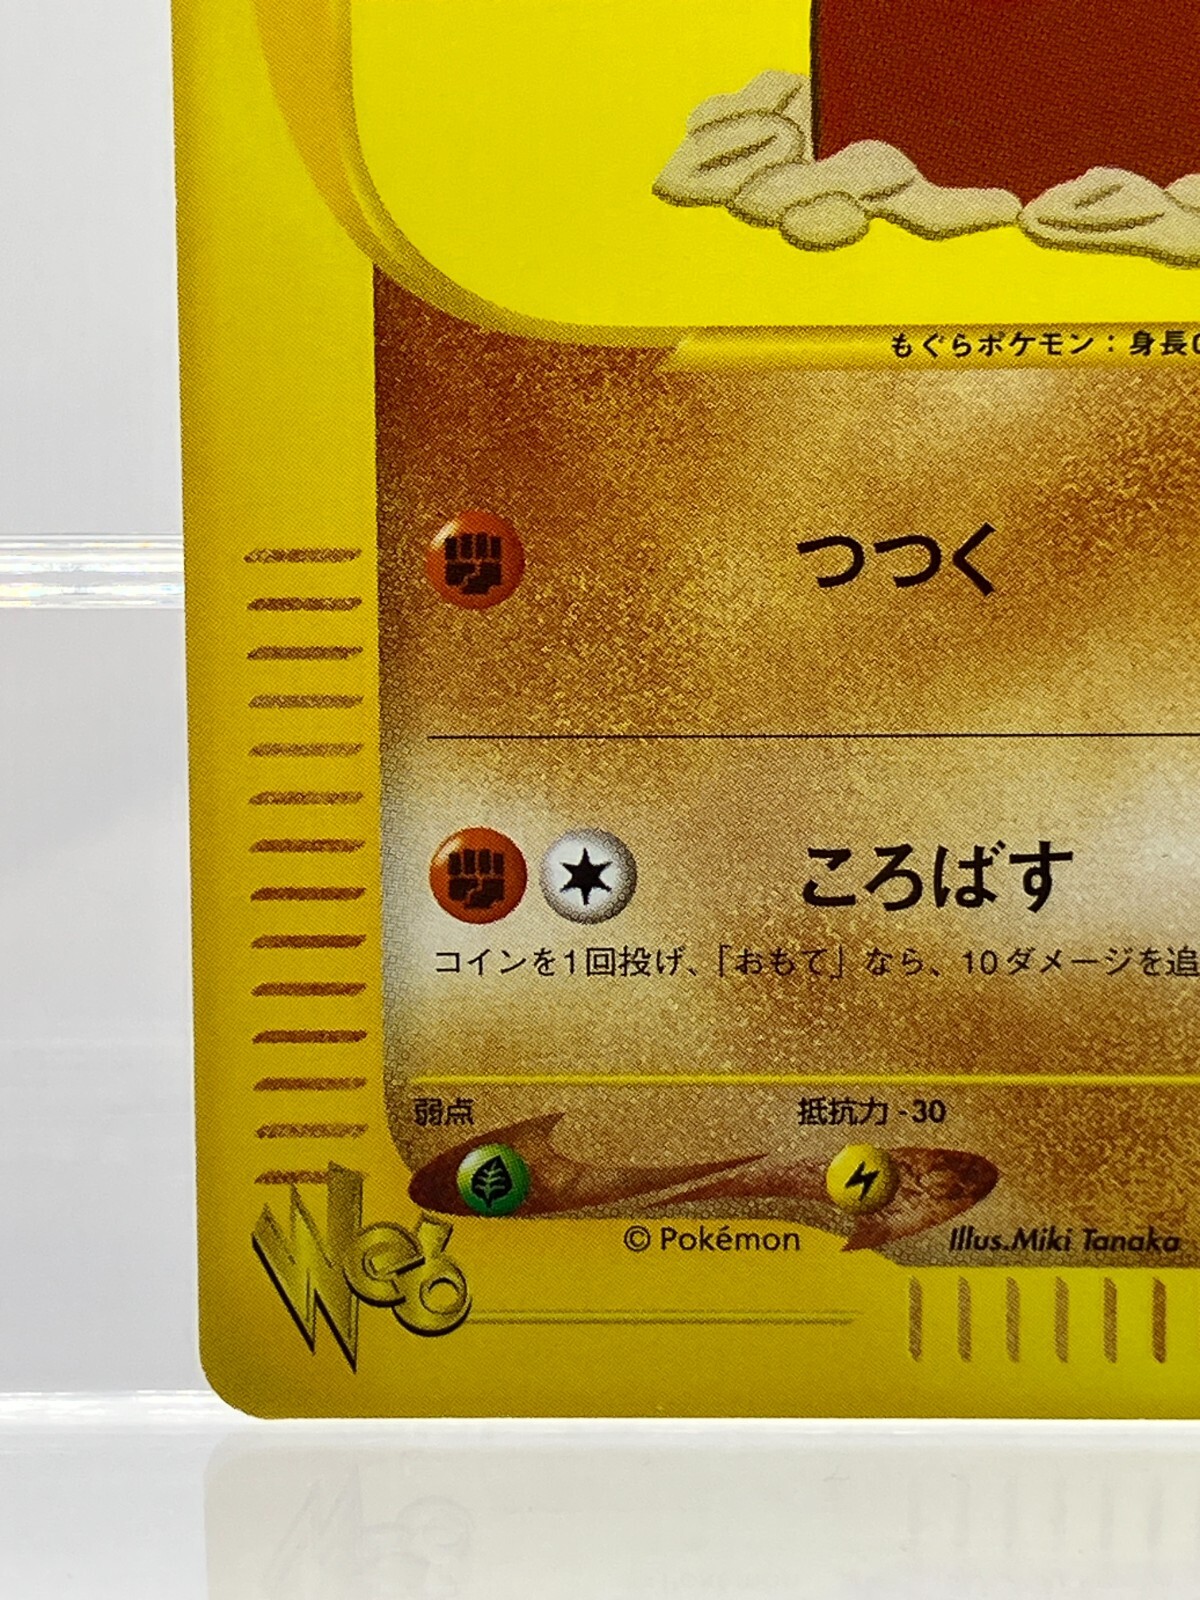 もぐらポケモン：身長0
つつく
ころばす
コインを1回投げ、「おもて」なら、10ダメージを追
弱点
抵抗力 -30
© Pokémon
Illus.Miki Tanaka
Web